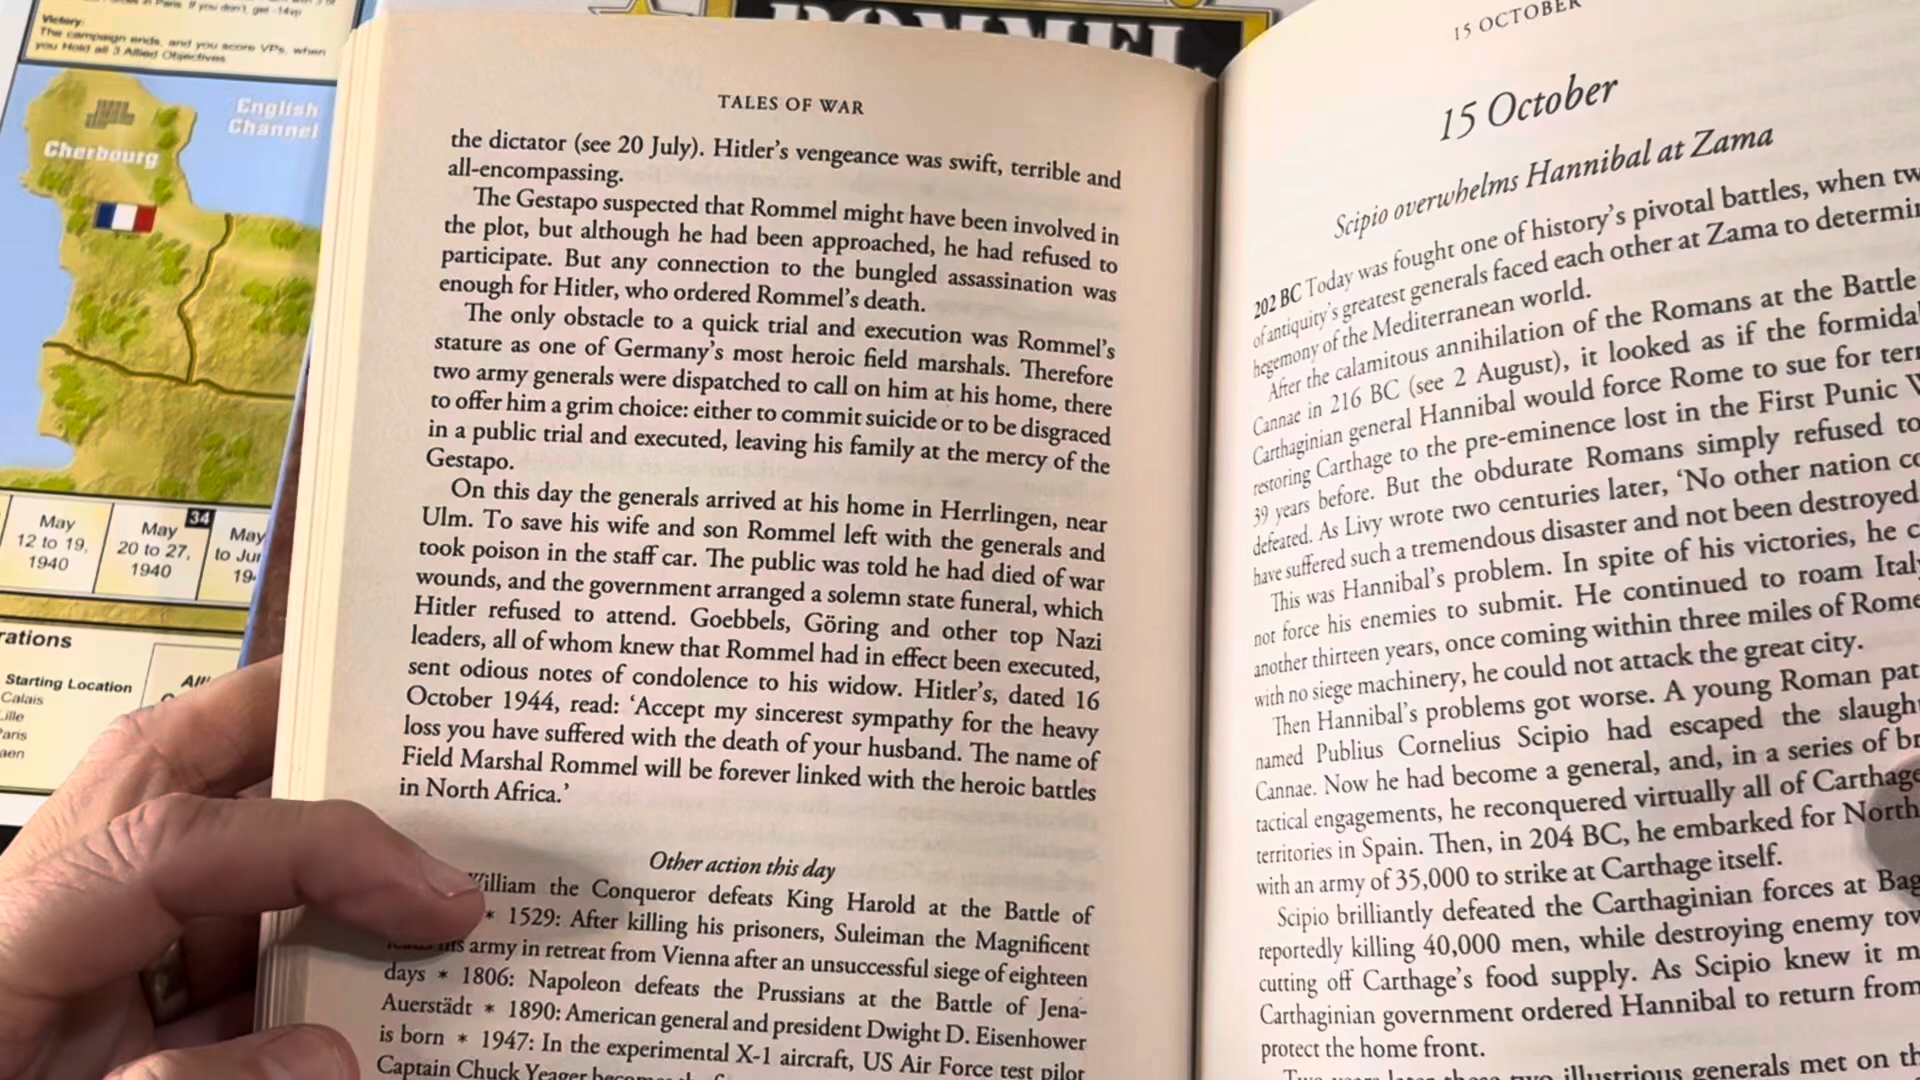 Paris. If you don't, get -14vp
Victory:
The campaign ends, and you score VPs, when
you Hold all 3 Allied Objectives
English
Channel
Cherbourg
May
12 to 19,
1940
May
20 to 27,
1940
34
May
to
Starting Location
Calais
ROMMEL
TALES OF WAR
the dictator (see 20 July). Hitler's vengeance was swift, terrible and
all-encompassing.
The Gestapo suspected that Rommel might have been involved in
the plot, but although he had been approached, he had refused to
participate. But any connection to the bungled assassination was
enough for Hitler, who ordered Rommel's death.
The only obstacle to a quick trial and execution was Rommel's
stature as one of Germany's most heroic field marshals. Therefore
two army generals were dispatched to call on him at his home, there
to offer him a grim choice: either to commit suicide or to be disgraced
in a public trial and executed, leaving his family at the mercy of the
Gestapo.
On this day the generals arrived at his home in Herrlingen, near
Ulm. To save his wife and son Rommel left with the generals and
took poison in the staff car. The public was told he had died of war
wounds, and the government arranged a solemn state funeral, which
Hitler refused to attend. Goebbels, Göring and other top Nazi
leaders, all of whom knew that Rommel had in effect been executed,
sent odious notes of condolence to his widow. Hitler's, dated 16
October 1944, read: 'Accept my sincerest sympathy for the heavy
loss you have suffered with the death of your husband. The name of
Field Marshal Rommel will be forever linked with the heroic battles
in North Africa.'
Other action this day
William the Conqueror defeats King Harold at the Battle of
* 1529: After killing his prisoners, Suleiman the Magnificent
his army in retreat from Vienna after an unsuccessful siege of eighteen
days * 1806: Napoleon defeats the Prussians at the Battle of Jena-
Auerstädt * 1890: American general and president Dwight D. Eisenhower
is born * 1947: In the experimental X-1 aircraft, US Air Force test pilot
Captain Chuck Yeager
15 OCTOBER
15 October
Scipio overwhelms Hannibal at Zama
202 BC Today was fought one of history's pivotal battles, when
of antiquity's greatest generals faced each other at Zama to
hegemony of the Mediterranean world.
After the calamitous annihilation of the Romans at the Battle
Cannae in 216 BC (see 2 August), it looked as if the
Carthaginian general Hannibal would force Rome to sue for
restoring Carthage to the pre-eminence lost in the First Punic
39 years before. But the obdurate Romans simply refused to
defeated. As Livy wrote two centuries later, 'No other nation
have suffered such a tremendous disaster and not been destroyed
This was Hannibal's problem. In spite of his victories, he
not force his enemies to submit. He continued to roam Italy
another thirteen years, once coming within three miles of Rome
with no siege machinery, he could not attack the great city.
Then Hannibal's problems got worse. A young Roman
named Publius Cornelius Scipio had escaped the
Cannae. Now he had become a general, and, in a series of
tactical engagements, he reconquered virtually all of
territories in Spain. Then, in 204 BC, he embarked for North
with an army of 35,000 to strike at Carthage itself.
Scipio brilliantly defeated the Carthaginian forces at
reportedly killing 40,000 men, while destroying enemy
cutting off Carthage's food supply. As Scipio knew it
Carthaginian government ordered Hannibal to return from
protect the home front.
illustrious generals met on